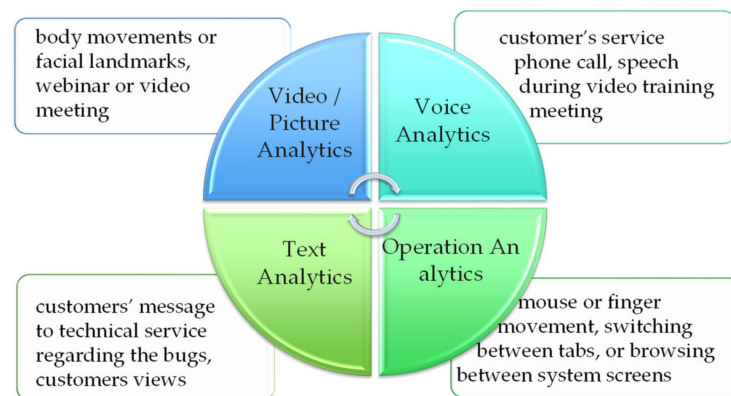 body movements or
facial landmarks,
webinar or video
meeting
Video /
Picture
Analytics
Voice
Analytics
customer's service
phone call, speech
during video training
meeting
Text
Analytics
Operation An
alytics
customers' message
to technical service
regarding the bugs,
customers views
mouse or finger
movement, switching
between tabs, or browsing
between system screens